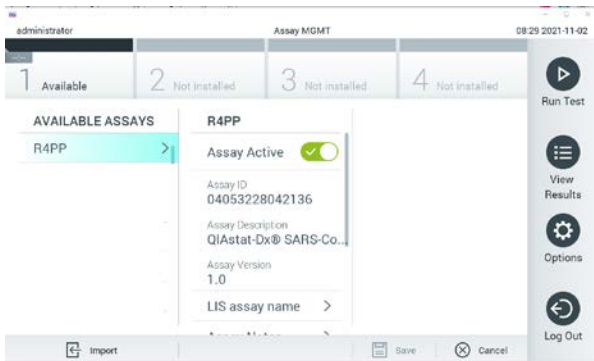 administrator Assay MGMT 08:29 2021-11-02
1 Available 2 Not installed 3 Not installed 4 Not installed
Run Test
AVAILABLE ASSAYS
R4PP
R4PP
Assay Active
Assay ID
04053228042136
Assay Description
QIAstat-Dx® SARS-Co...
Assay Version
1.0
LIS assay name
View
Results
Options
Log Out
Import
Save
Cancel